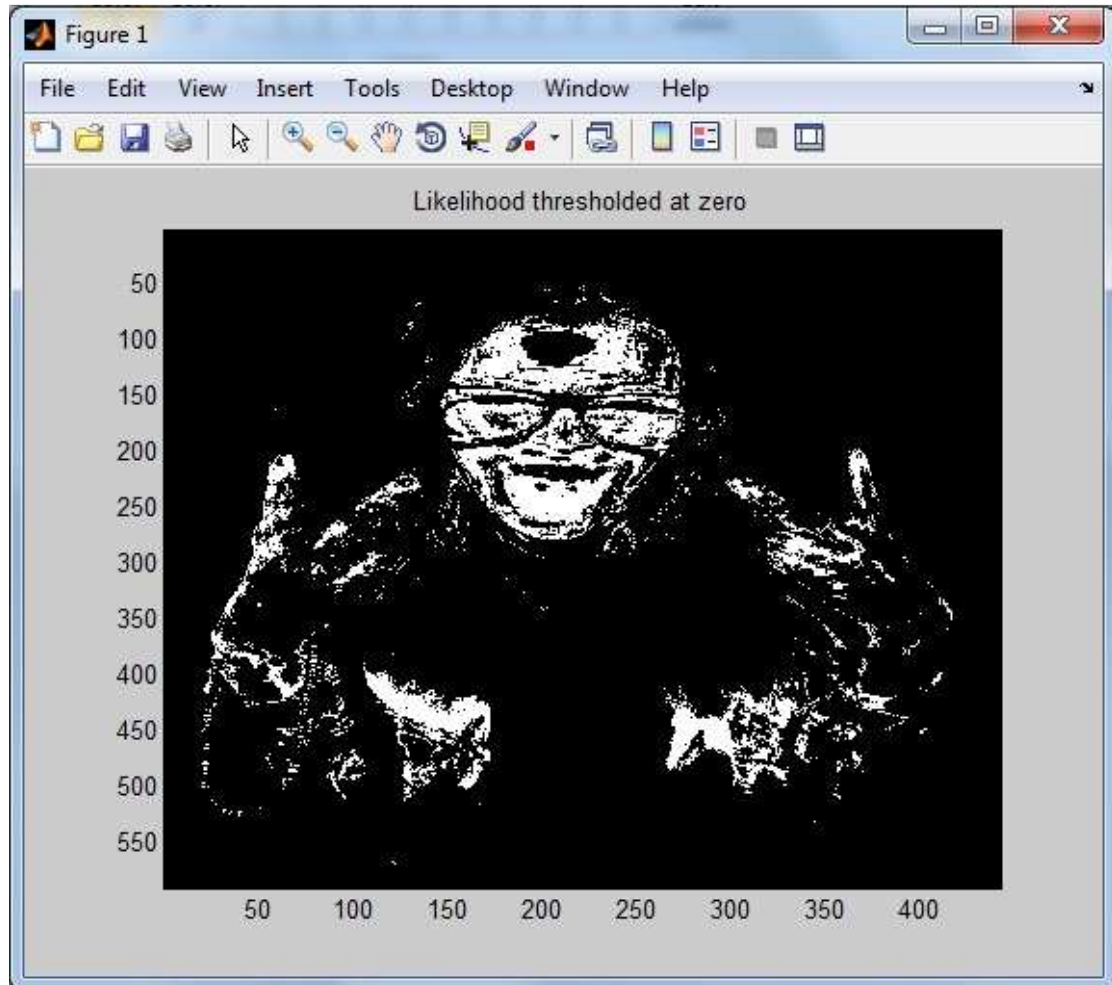 Figure 1
File Edit View Insert Tools Desktop Window Help
Likelihood thresholded at zero
50
100
150
200
250
300
350
400
450
500
550
50 100 150 200 250 300 350 400